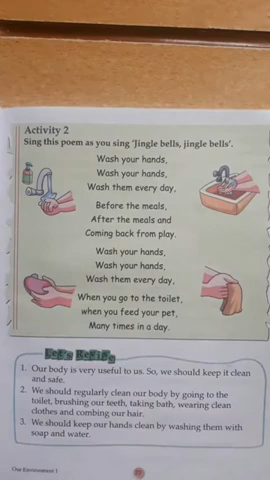 Activity 2
Sing this poem as you sing 'Jingle bells, jingle bells'.
Wash your hands,
Wash your hands,
Wash them every day,
Before the meals,
After the meals and
Coming back from play.
Wash your hands,
Wash your hands,
Wash them every day,
When you go to the toilet,
when you feed your pet,
Many times in a day.
Let's Revise
1. Our body is very useful to us. So, we should keep it clean
and safe.
2. We should regularly clean our body by going to the
toilet, brushing our teeth, taking bath, wearing clean
clothes and combing our hair.
3. We should keep our hands clean by washing them with
soap and water.
Our Environment 1